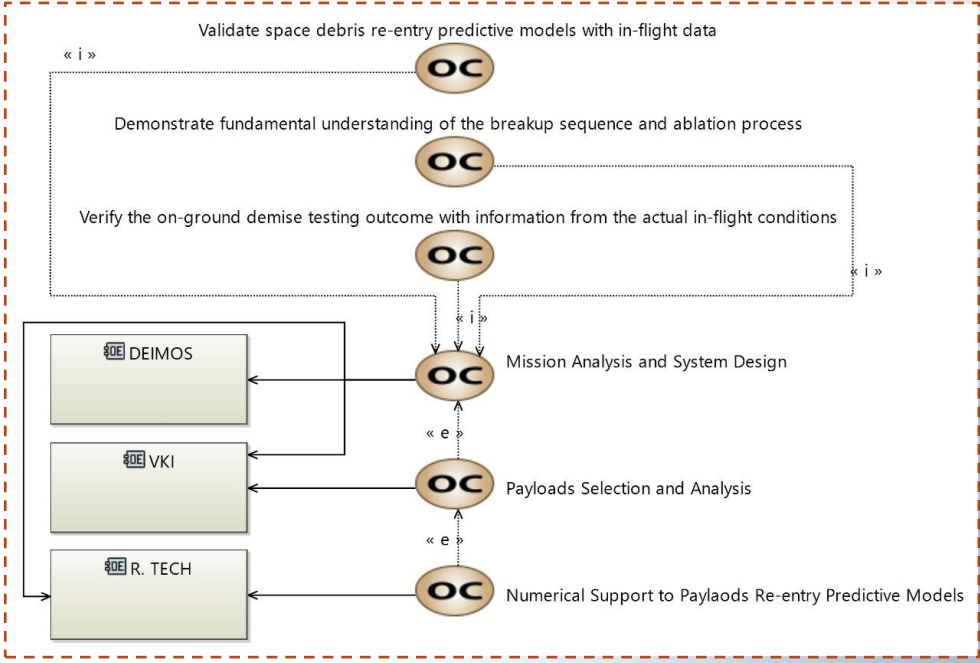 Validate space debris re-entry predictive models with in-flight data
« i »
OC
Demonstrate fundamental understanding of the breakup sequence and ablation process
OC
Verify the on-ground demise testing outcome with information from the actual in-flight conditions
OC
« i »
« i »
OE DEIMOS
OC
Mission Analysis and System Design
« e »
OE VKI
OC
Payloads Selection and Analysis
« e »
OE R. TECH
OC
Numerical Support to Paylaods Re-entry Predictive Models